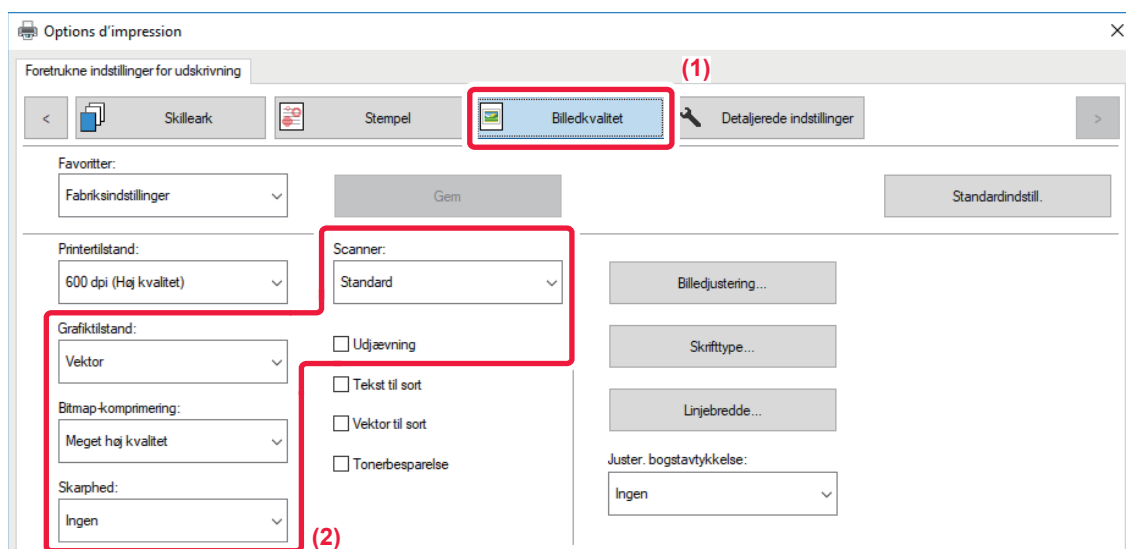 Options d'impression
Foretrukne indstillinger for udskrivning
(1)
< Skilleark Stempel Billedkvalitet Detaljerede indstillinger >
Favoritter:
Fabriksindstillinger Gem Standardindstill.
Printertilstand: Scanner:
600 dpi (Høj kvalitet) Standard Billedjustering...
Grafiktilstand:
Vektor Udjævning Skrifttype...
Tekst til sort
Bitmap-komprimering: Linjebredde...
Meget høj kvalitet Vektor til sort
Tonerbesparelse Juster. bogstavtykkelse:
Skarphed:
Ingen Ingen
(2)